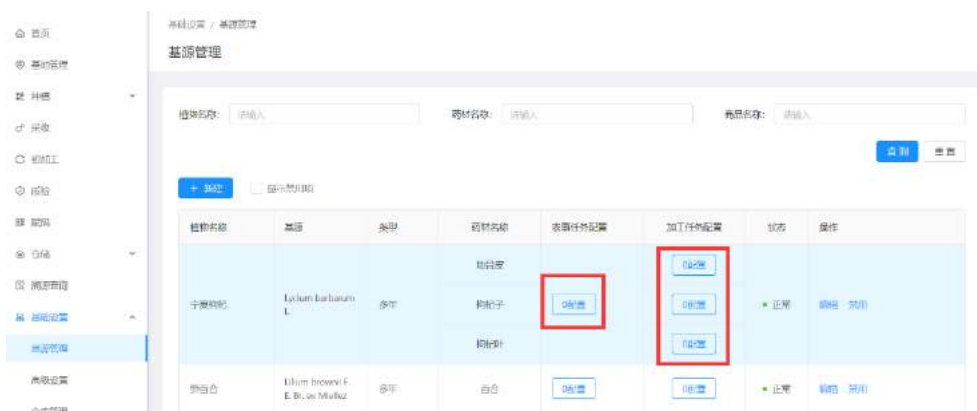 基础设置 / 基源管理
基源管理
首页
基地管理
种植
采收
初加工
质检
赋码
仓储
溯源查询
基础设置
基源管理
高级设置
植物名称: 请输入
药材名称: 请输入
商品名称: 请输入
查询 重置
+ 新建 显示禁用项
植物名称 基源 类型 药材名称 农事任务配置 加工任务配置 状态 操作
宁夏枸杞 Lycium barbarum L. 多年 正常 编辑 禁用
地骨皮 0配置
枸杞子 0配置 0配置
枸杞叶 0配置
野百合 Lilium brownii F. E. Br. ex Miellez 多年 百合 0配置 0配置 正常 编辑 禁用